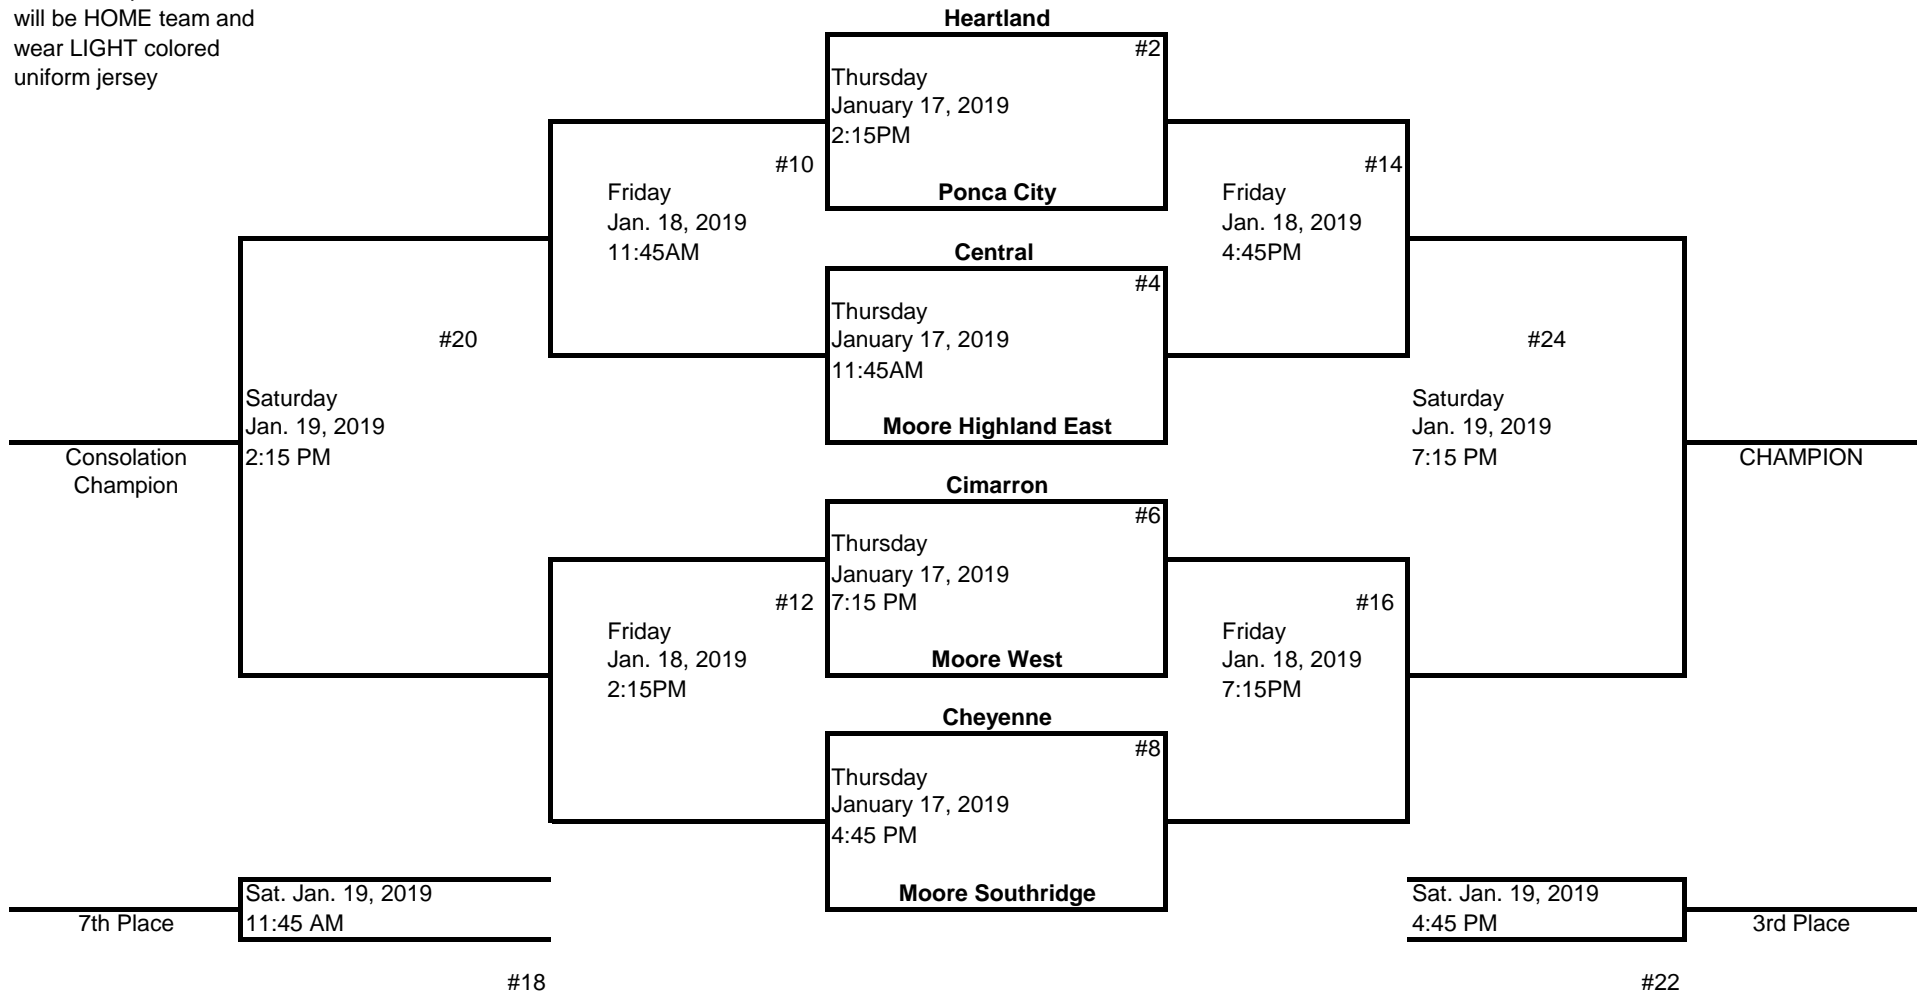 will be HOME team and
wear LIGHT colored
uniform jersey
Heartland
#2
Thursday
January 17, 2019
2:15PM
Ponca City
#10
Friday
Jan. 18, 2019
11:45AM
#14
Friday
Jan. 18, 2019
4:45PM
Central
#4
Thursday
January 17, 2019
11:45AM
Moore Highland East
#20
Saturday
Jan. 19, 2019
2:15 PM
Consolation
Champion
#24
Saturday
Jan. 19, 2019
7:15 PM
CHAMPION
Cimarron
#6
Thursday
January 17, 2019
7:15 PM
Moore West
#12
Friday
Jan. 18, 2019
2:15PM
#16
Friday
Jan. 18, 2019
7:15PM
Cheyenne
#8
Thursday
January 17, 2019
4:45 PM
Moore Southridge
Sat. Jan. 19, 2019
11:45 AM
7th Place
#18
Sat. Jan. 19, 2019
4:45 PM
3rd Place
#22